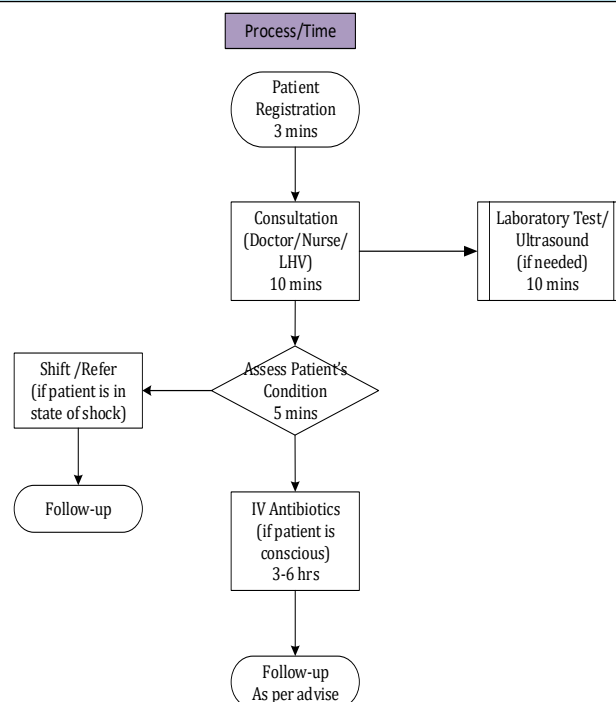 Process/Time
Patient
Registration
3 mins
Consultation
(Doctor/Nurse/
LHV)
10 mins
Laboratory Test/
Ultrasound
(if needed)
10 mins
Assess Patient's
Condition
5 mins
Shift /Refer
(if patient is in
state of shock)
Follow-up
IV Antibiotics
(if patient is
conscious)
3-6 hrs
Follow-up
As per advise